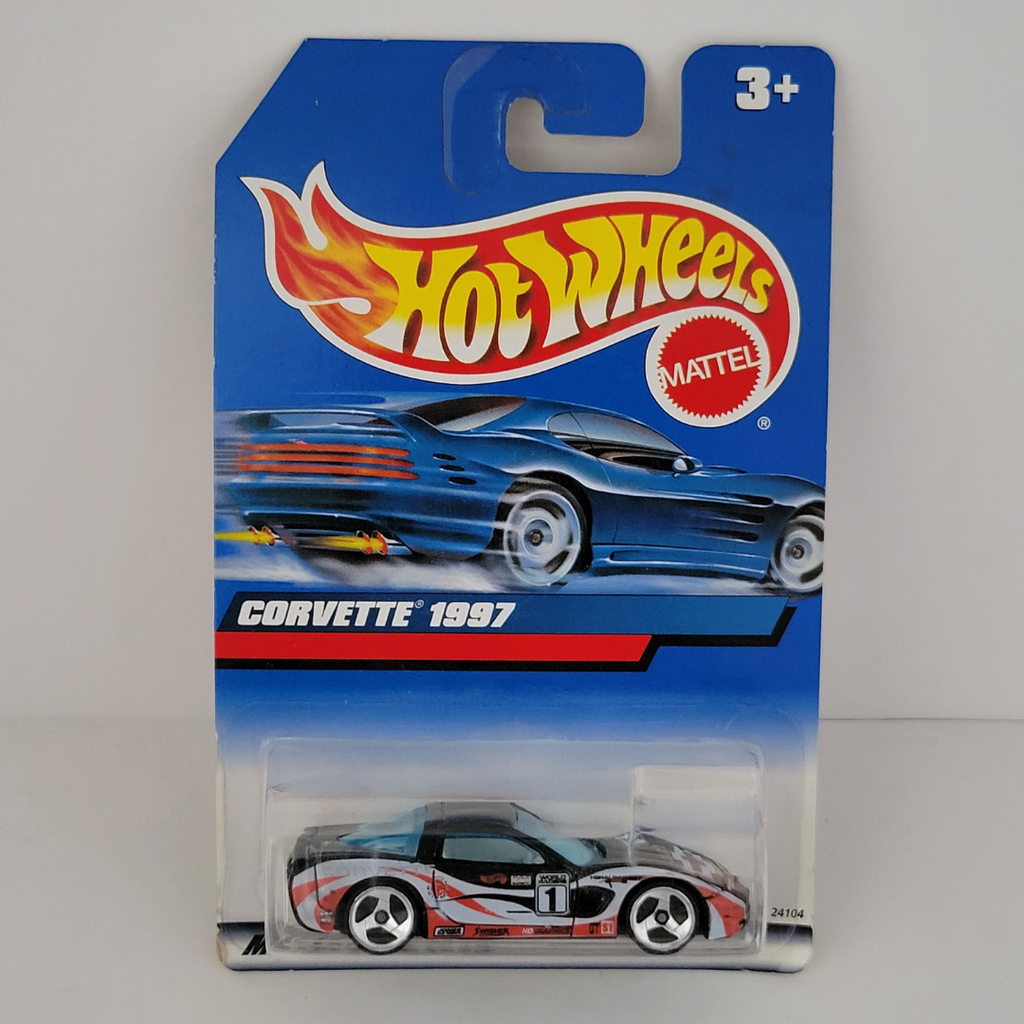 3+
HOT WHEELS
MATTEL
®
CORVETTE® 1997
1
24104
M